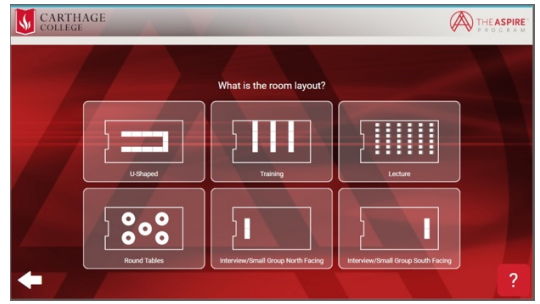 CARTHAGE
COLLEGE
THE ASPIRE
PROGRAM
What is the room layout?
U-Shaped
Training
Lecture
Round Tables
Interview/Small Group North Facing
Interview/Small Group South Facing
?